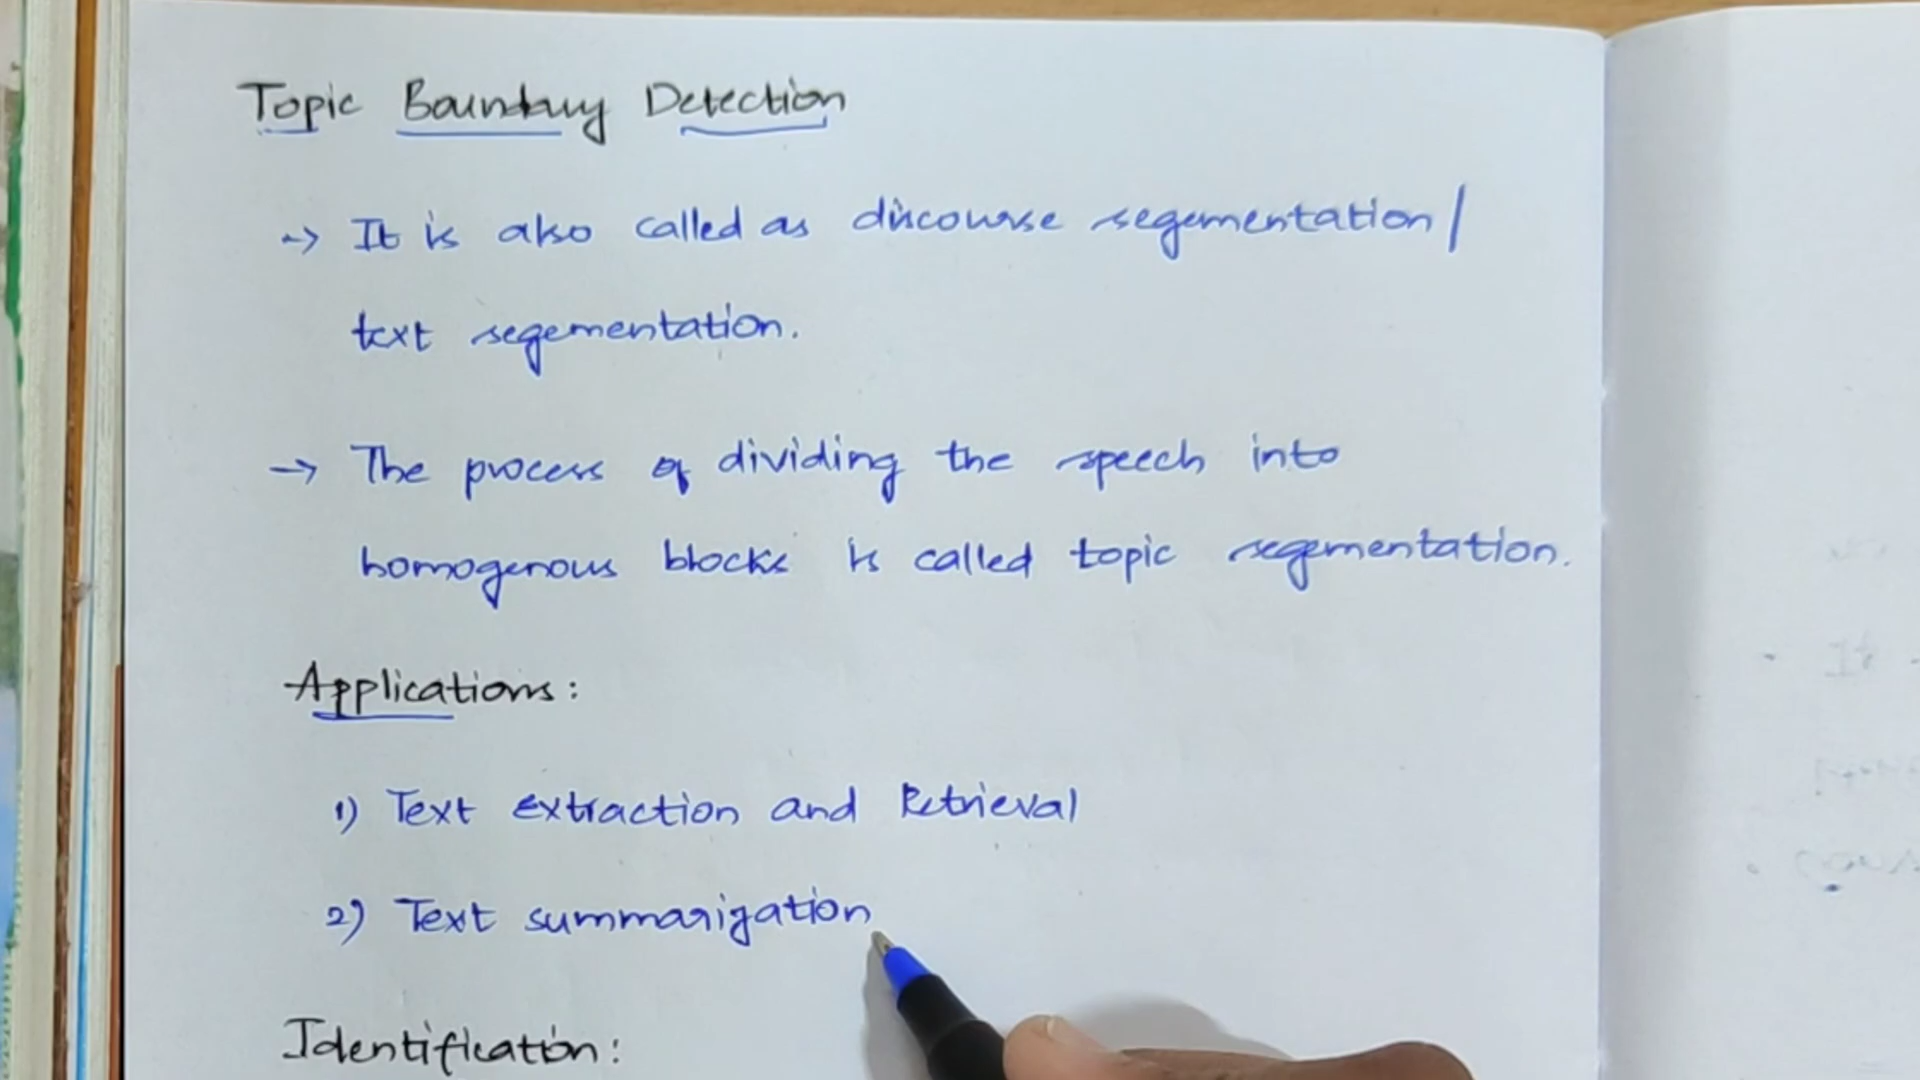 Topic Boundary Detection
-> It is also called as discourse segementation/
text segementation.
-> The process of dividing the speech into
homogenous blocks is called topic segementation.
Applications:
1) Text extraction and Retrieval
2) Text summarization
Identification: